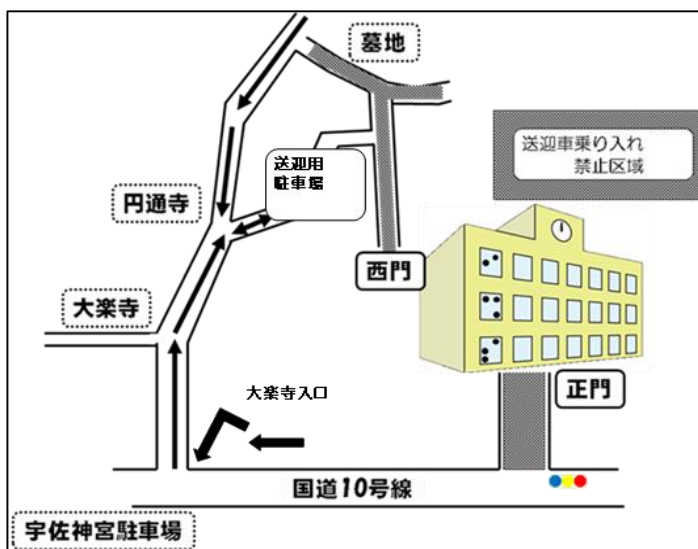 墓地
送迎車乗り入れ
禁止区域
送迎用
駐車場
円通寺
西門
大楽寺
正門
大楽寺入口
国道10号線
宇佐神宮駐車場